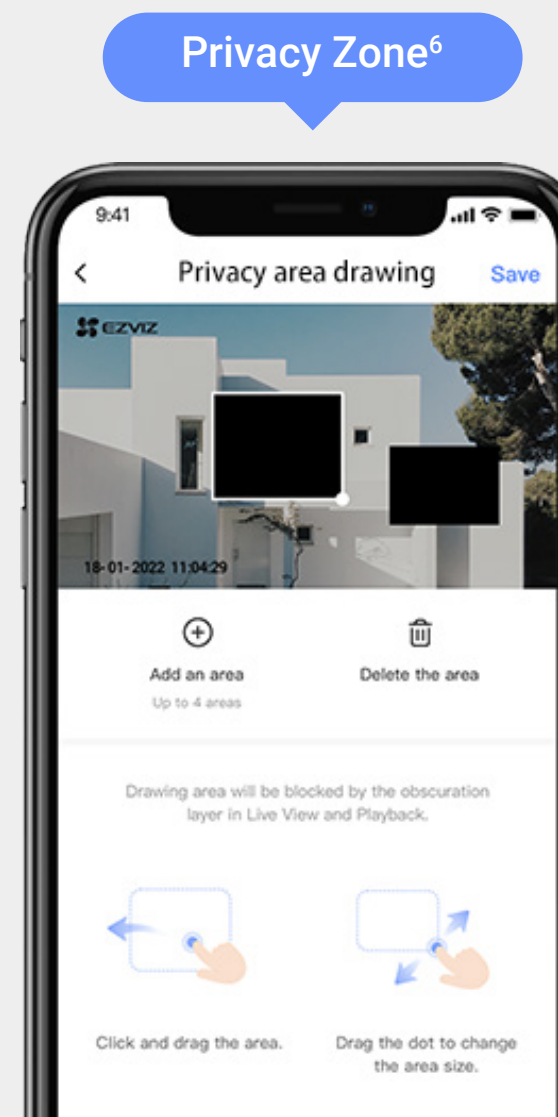 Privacy Zone⁶
9:41
Privacy area drawing
Save
EZVIZ
18-01-2022 11:04:29
Add an area
Up to 4 areas
Delete the area
Drawing area will be blocked by the obscuration
layer in Live View and Playback.
Click and drag the area.
Drag the dot to change
the area size.